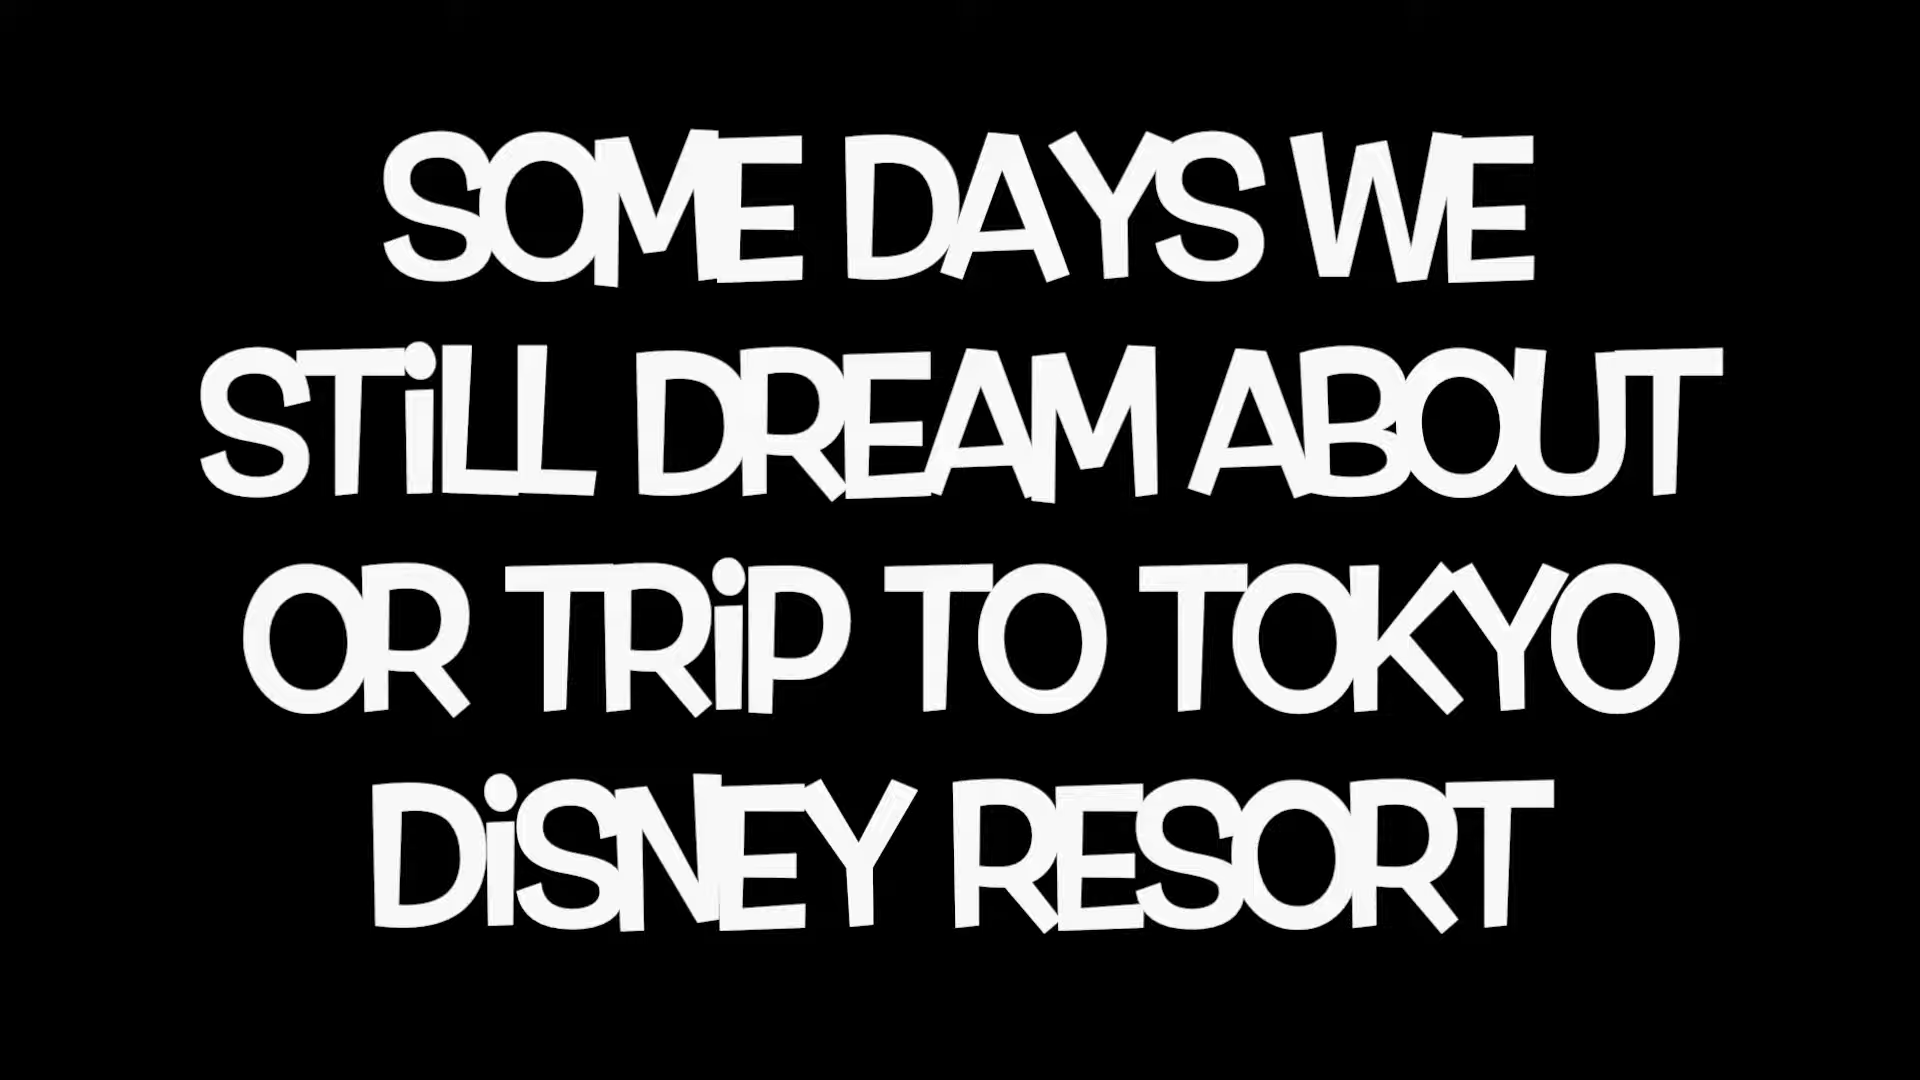 SOME DAYS WE
STiLL DREAM ABOUT
OR TRiP TO TOKYO
DiSNEY RESORT